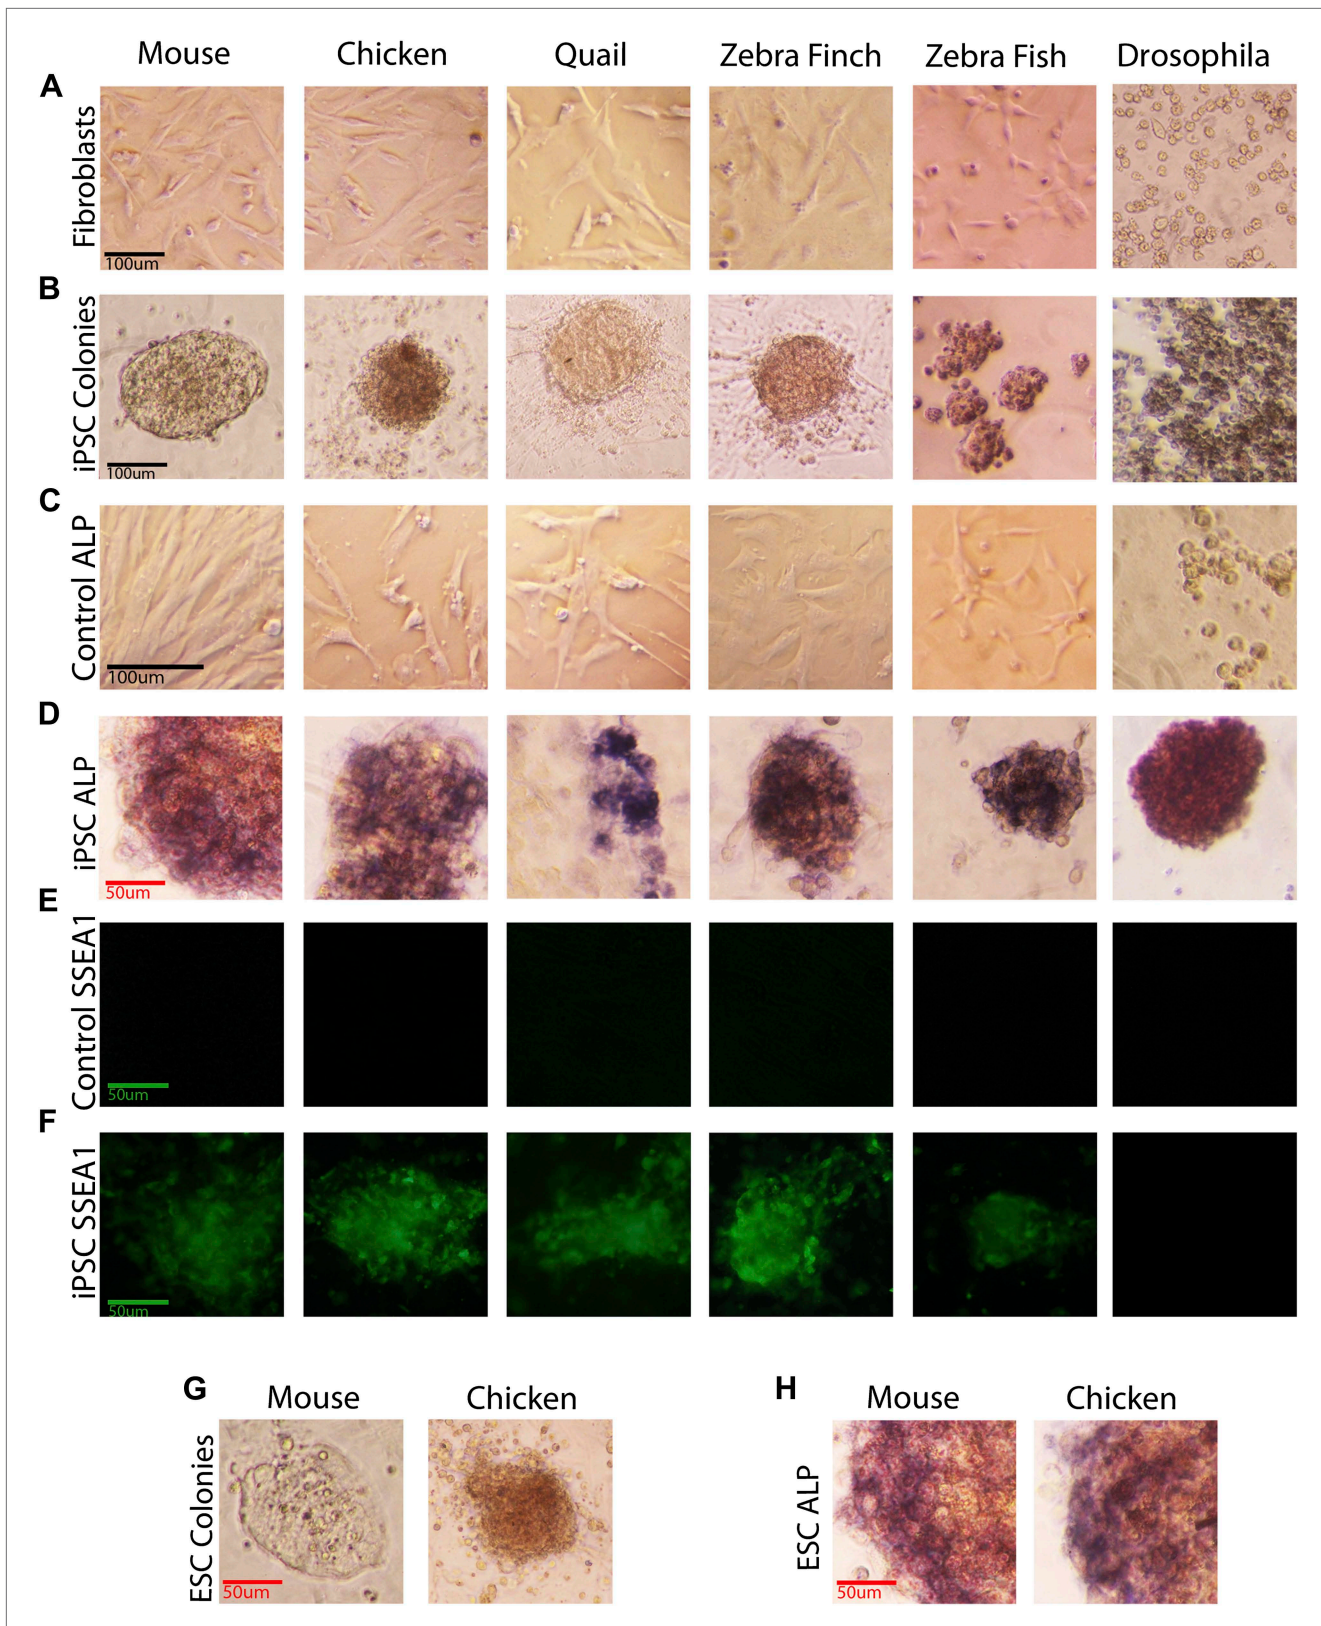 Mouse Chicken Quail Zebra Finch Zebra Fish Drosophila
A
Fibroblasts
100um
B
iPSC Colonies
100um
C
Control ALP
100um
D
iPSC ALP
50um
E
Control SSEA1
50um
F
iPSC SSEA1
50um
G
Mouse Chicken
ESC Colonies
50um
H
Mouse Chicken
ESC ALP
50um